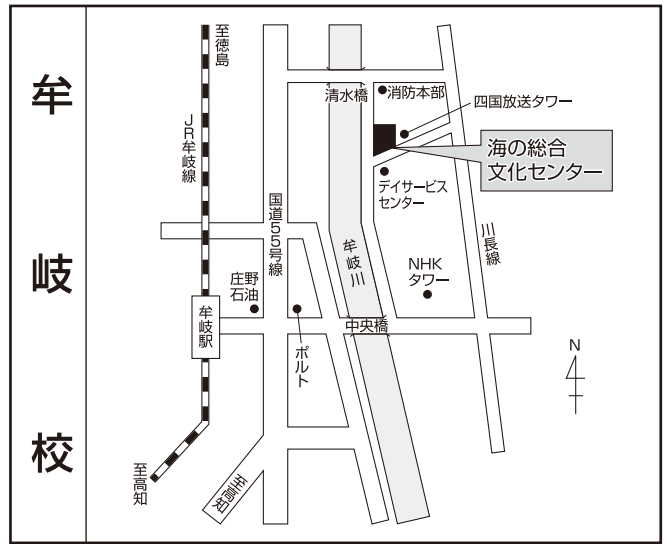 牟岐校
至徳島
JR牟岐線
清水橋
消防本部
四国放送タワー
海の総合
文化センター
デイサービス
センター
国道55号線
牟岐川
川長線
NHK
タワー
庄野
石油
牟岐駅
ポルト
中央橋
N
至高知
至高知